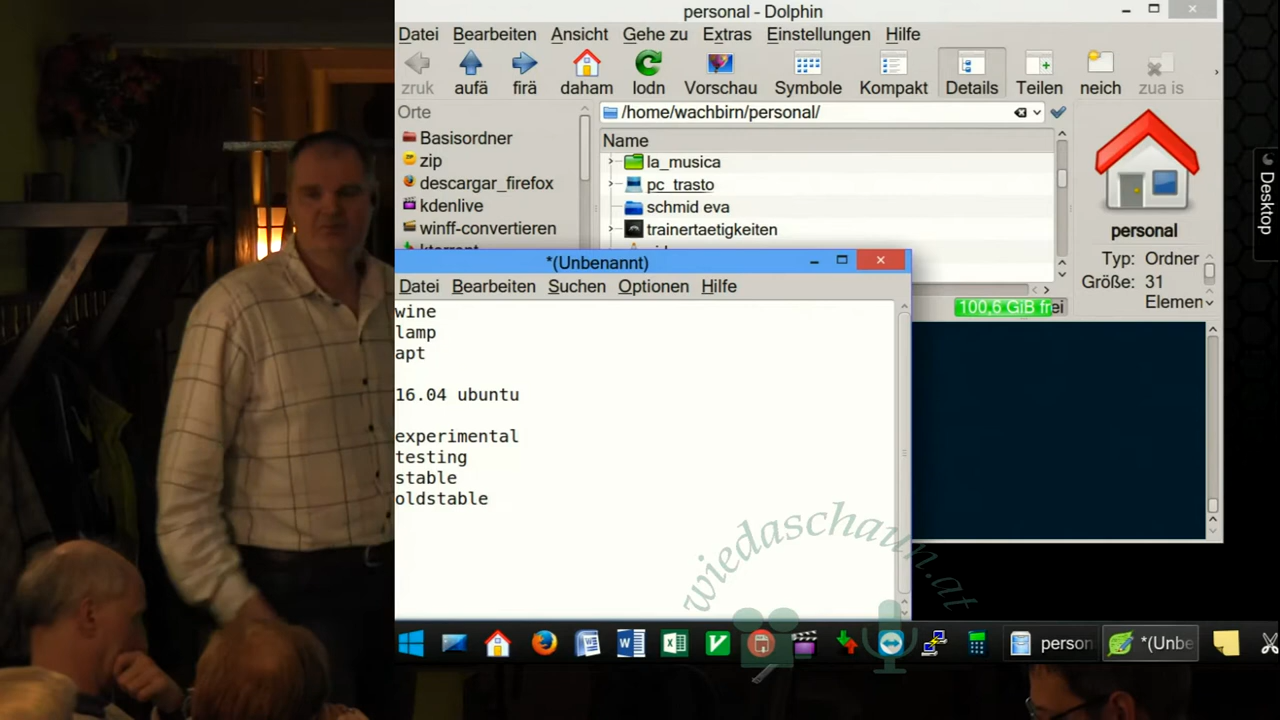 personal - Dolphin
Datei Bearbeiten Ansicht Gehe zu Extras Einstellungen Hilfe
zruk aufä firä daham lodn Vorschau Symbole Kompakt Details Teilen neich zua is
Orte
/home/wachbirn/personal/
Basisordner
zip
descargar_firefox
kdenlive
winff-convertieren
ktorrent
Name
la_musica
pc_trasto
schmid eva
trainertaetigkeiten
personal
Typ: Ordner
Größe: 31
Elemen
100,6 GiB frei
Desktop
*(Unbenannt)
Datei Bearbeiten Suchen Optionen Hilfe
wine
lamp
apt
16.04 ubuntu
experimental
testing
stable
oldstable
wiedaschaun.at
person
*(Unbe